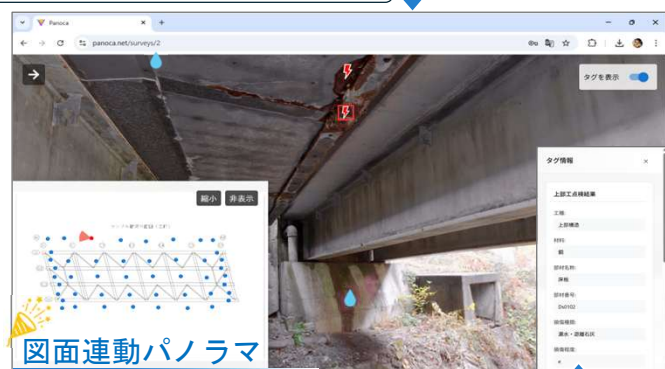 Panoca
panoca.net/surveys/2
タグを表示
タグ情報
上部工点検結果
工種:
上部構造
材料:
鋼
部材名称:
床版
部材番号:
Ds0102
損傷種類:
漏水・遊離石灰
損傷程度:
縮小
非表示
図面連動パノラマ